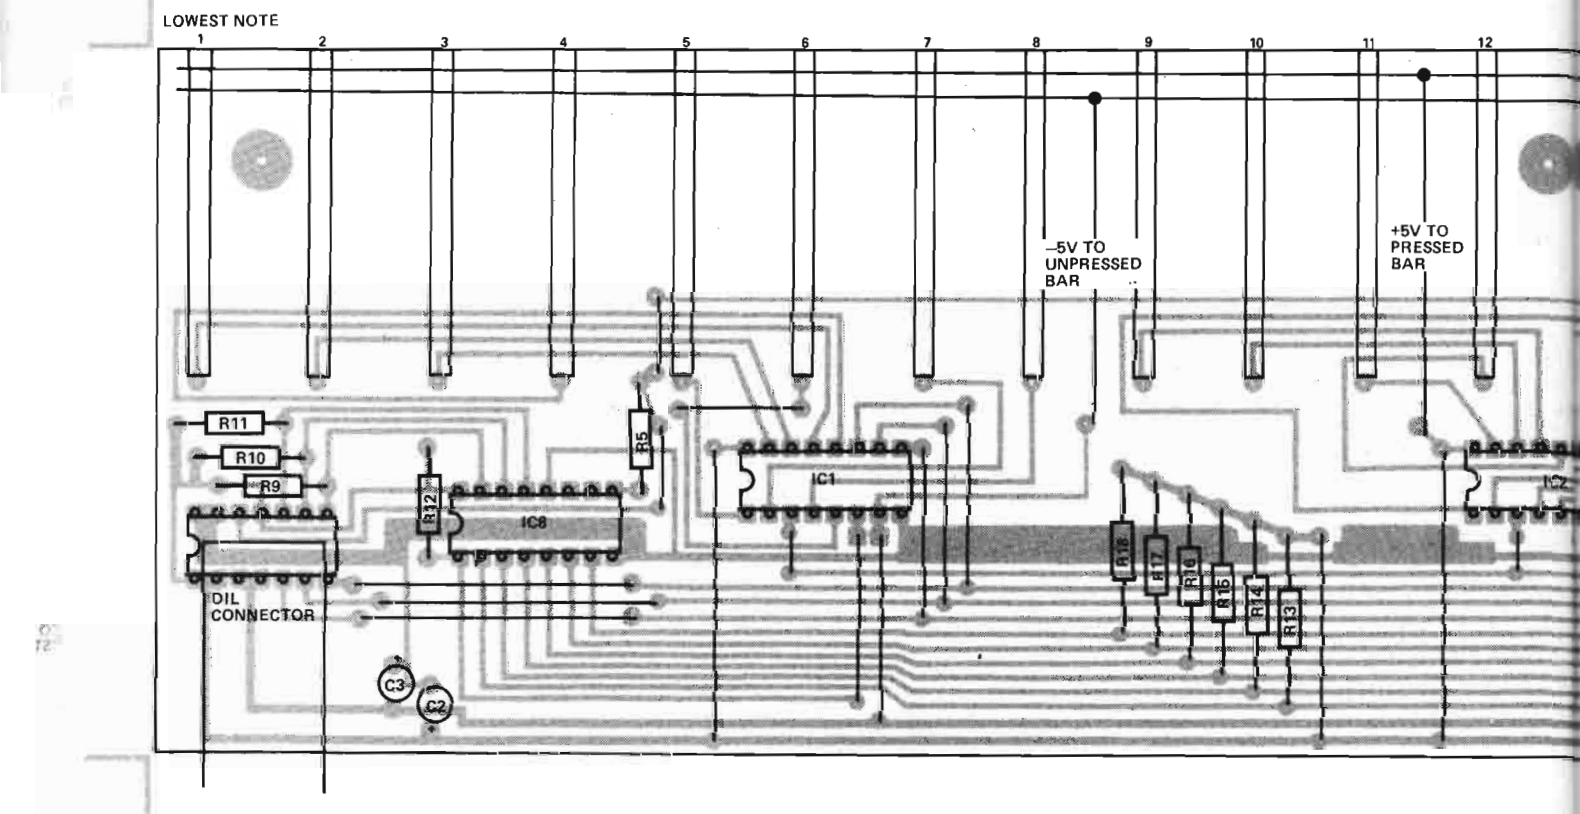 LOWEST NOTE
1 2 3 4 5 6 7 8 9 10 11 12
+5V TO
PRESSED
BAR
–5V TO
UNPRESSED
BAR
R11
R10
R9
R12
IC8
R5
IC1
R18
R17
R16
R15
R14
R13
DIL
CONNECTOR
+
C3
C2
+